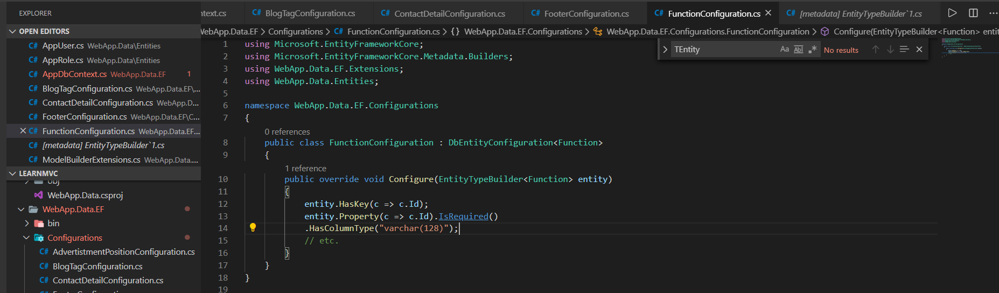 EXPLORER
OPEN EDITORS
AppUser.cs WebApp.Data\Entities
AppRole.cs WebApp.Data\Entities
AppDbContext.cs WebApp.Data.EF 1
BlogTagConfiguration.cs WebApp.Data.EF\...
ContactDetailConfiguration.cs WebApp.D...
FooterConfiguration.cs WebApp.Data.EF\C...
FunctionConfiguration.cs WebApp.Data.EF...
[metadata] EntityTypeBuilder`1.cs
ModelBuilderExtensions.cs WebApp.Data....
LEARNMVC
obj
WebApp.Data.csproj
WebApp.Data.EF
bin
Configurations
AdvertistmentPositionConfiguration.cs
BlogTagConfiguration.cs
ContactDetailConfiguration.cs
ntext.cs BlogTagConfiguration.cs ContactDetailConfiguration.cs FooterConfiguration.cs FunctionConfiguration.cs [metadata] EntityTypeBuilder`1.cs
WebApp.Data.EF > Configurations > FunctionConfiguration.cs > {} WebApp.Data.EF.Configurations > WebApp.Data.EF.Configurations.FunctionConfiguration > Configure(EntityTypeBuilder<Function> enti
TEntity Aa Abl .* No results
1 using Microsoft.EntityFrameworkCore;
2 using Microsoft.EntityFrameworkCore.Metadata.Builders;
3 using WebApp.Data.EF.Extensions;
4 using WebApp.Data.Entities;
5
6 namespace WebApp.Data.EF.Configurations
7 {
0 references
8 public class FunctionConfiguration : DbEntityConfiguration<Function>
9 {
1 reference
10 public override void Configure(EntityTypeBuilder<Function> entity)
11 {
12 entity.HasKey(c => c.Id);
13 entity.Property(c => c.Id).IsRequired()
14 .HasColumnType("varchar(128)");
15 // etc.
16 }
17 }
18 }
19